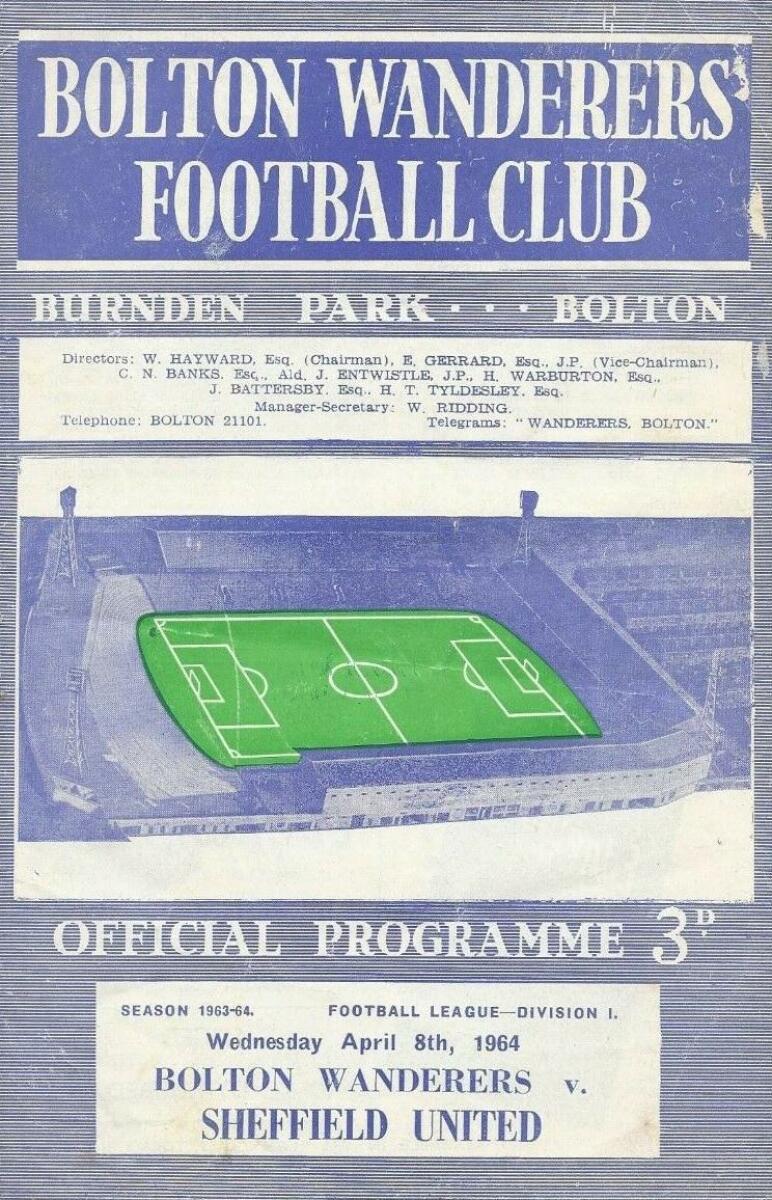 BOLTON WANDERERS
FOOTBALL CLUB
BURNDEN PARK . . . BOLTON
Directors: W. HAYWARD, Esq. (Chairman), E. GERRARD, Esq., J.P. (Vice-Chairman),
C. N. BANKS. Esq., Ald. J. ENTWISTLE, J.P., H. WARBURTON, Esq.,
J. BATTERSBY. Esq.. H. T. TYLDESLEY. Esq.
Manager-Secretary: W. RIDDING.
Telephone: BOLTON 21101. Telegrams: "WANDERERS, BOLTON."
OFFICIAL PROGRAMME 3D.
SEASON 1963-64. FOOTBALL LEAGUE—DIVISION I.
Wednesday April 8th, 1964
BOLTON WANDERERS v.
SHEFFIELD UNITED